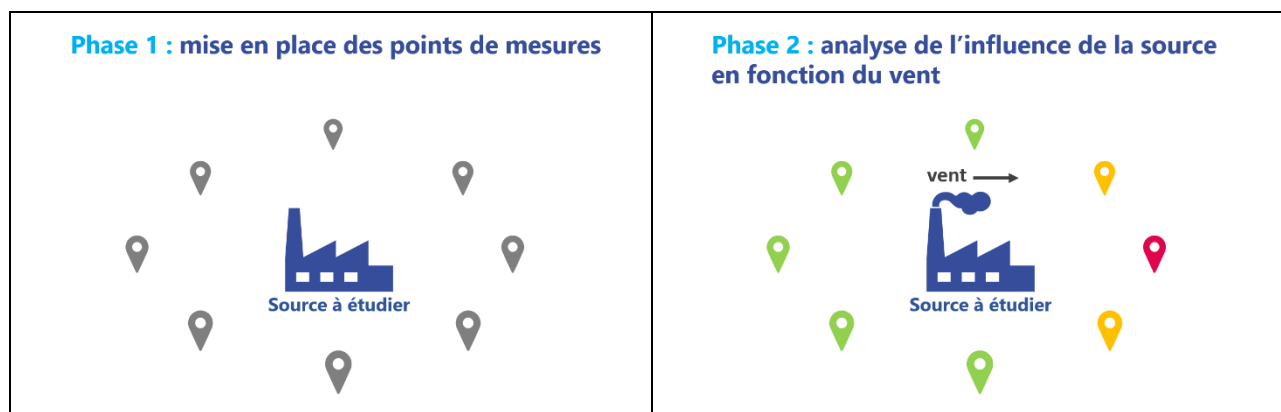 Phase 1 : mise en place des points de mesures
Source à étudier
Phase 2 : analyse de l’influence de la source
en fonction du vent
vent
Source à étudier